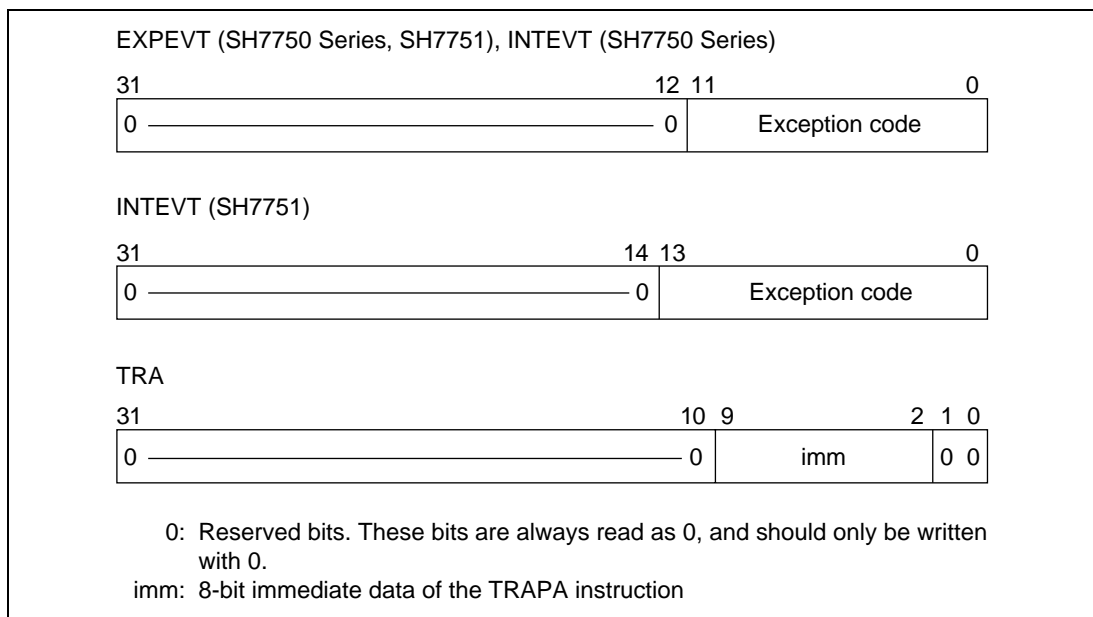 EXPEVT (SH7750 Series, SH7751), INTEVT (SH7750 Series)
31 12 11 0
0 0 Exception code
INTEVT (SH7751)
31 14 13 0
0 0 Exception code
TRA
31 10 9 2 1 0
0 0 imm 0 0
0: Reserved bits. These bits are always read as 0, and should only be written
with 0.
imm: 8-bit immediate data of the TRAPA instruction